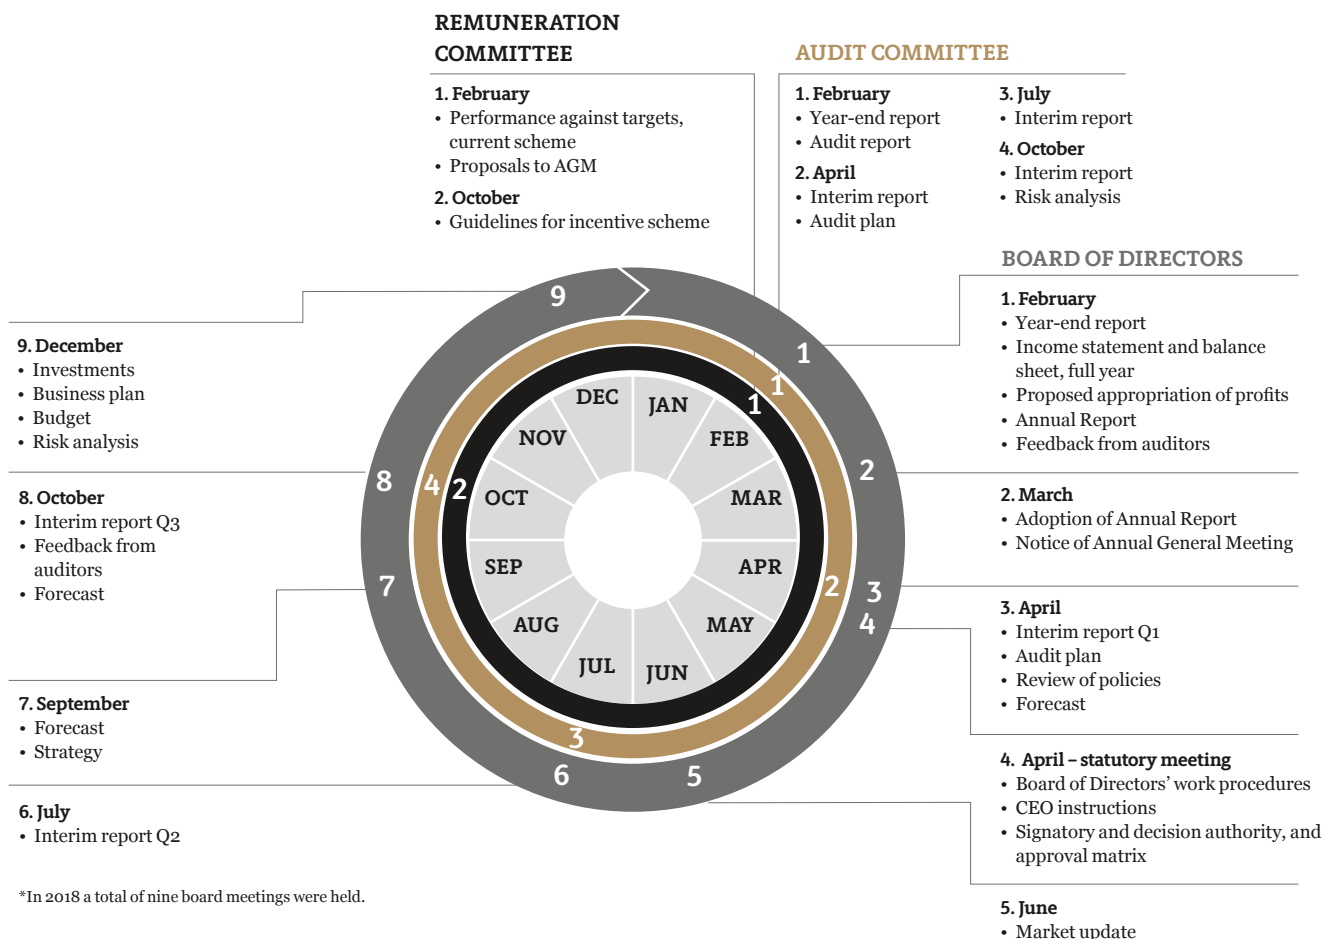 REMUNERATION
COMMITTEE
1. February
• Performance against targets,
current scheme
• Proposals to AGM
2. October
• Guidelines for incentive scheme
AUDIT COMMITTEE
1. February
• Year-end report
• Audit report
2. April
• Interim report
• Audit plan
3. July
• Interim report
4. October
• Interim report
• Risk analysis
BOARD OF DIRECTORS
1. February
• Year-end report
• Income statement and balance
sheet, full year
• Proposed appropriation of profits
• Annual Report
• Feedback from auditors
2. March
• Adoption of Annual Report
• Notice of Annual General Meeting
3. April
• Interim report Q1
• Audit plan
• Review of policies
• Forecast
4. April – statutory meeting
• Board of Directors’ work procedures
• CEO instructions
• Signatory and decision authority, and
approval matrix
5. June
• Market update
6. July
• Interim report Q2
7. September
• Forecast
• Strategy
8. October
• Interim report Q3
• Feedback from
auditors
• Forecast
9. December
• Investments
• Business plan
• Budget
• Risk analysis
JAN
FEB
MAR
APR
MAY
JUN
JUL
AUG
SEP
OCT
NOV
DEC
1
2
3
4
5
6
7
8
9
1
2
3
4
1
2
*In 2018 a total of nine board meetings were held.